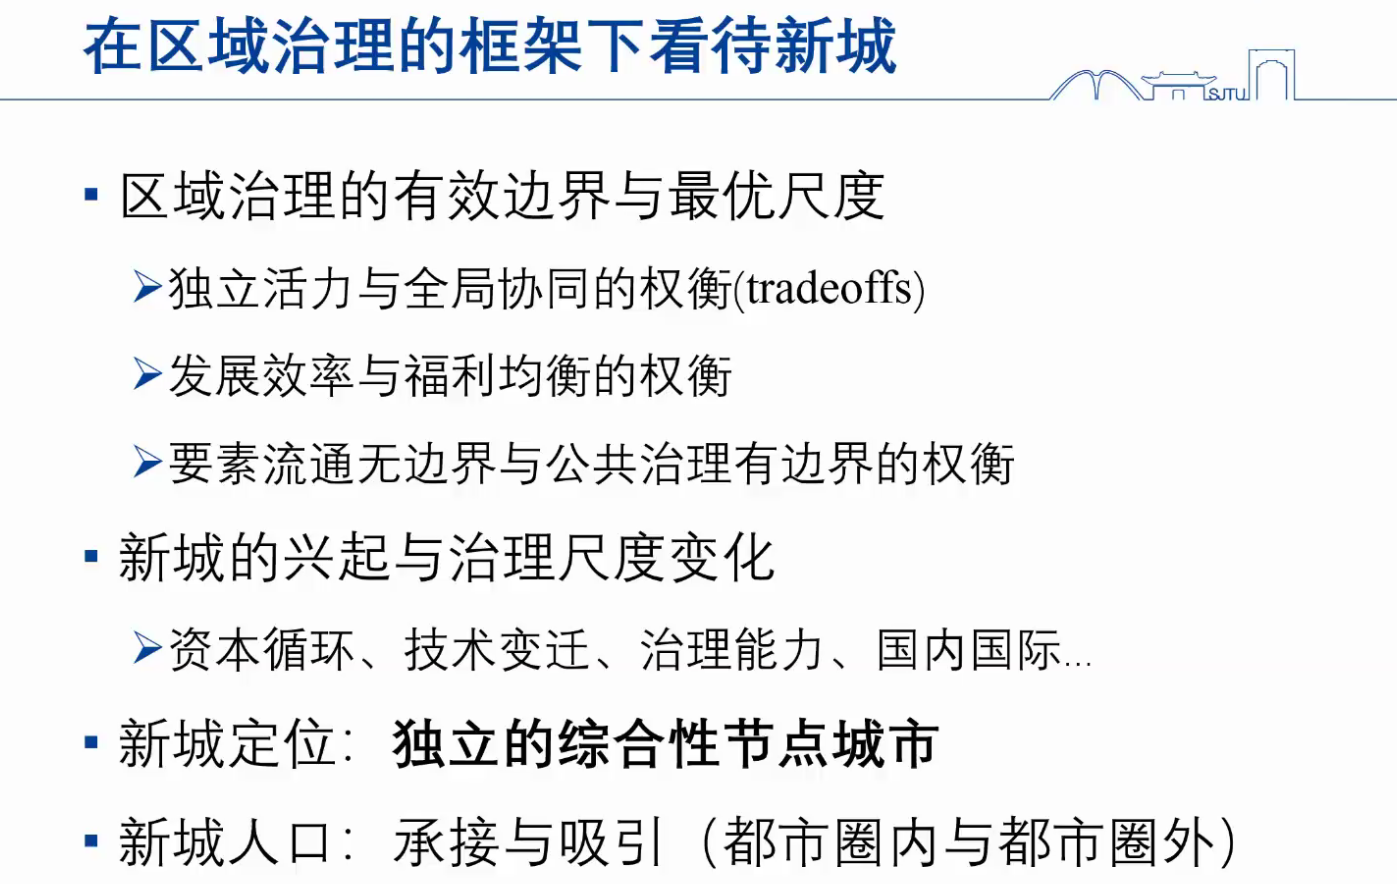 在区域治理的框架下看待新城
SJTU
区域治理的有效边界与最优尺度
独立活力与全局协同的权衡(tradeoffs)
发展效率与福利均衡的权衡
要素流通无边界与公共治理有边界的权衡
新城的兴起与治理尺度变化
资本循环、技术变迁、治理能力、国内国际...
新城定位：独立的综合性节点城市
新城人口：承接与吸引（都市圈内与都市圈外）